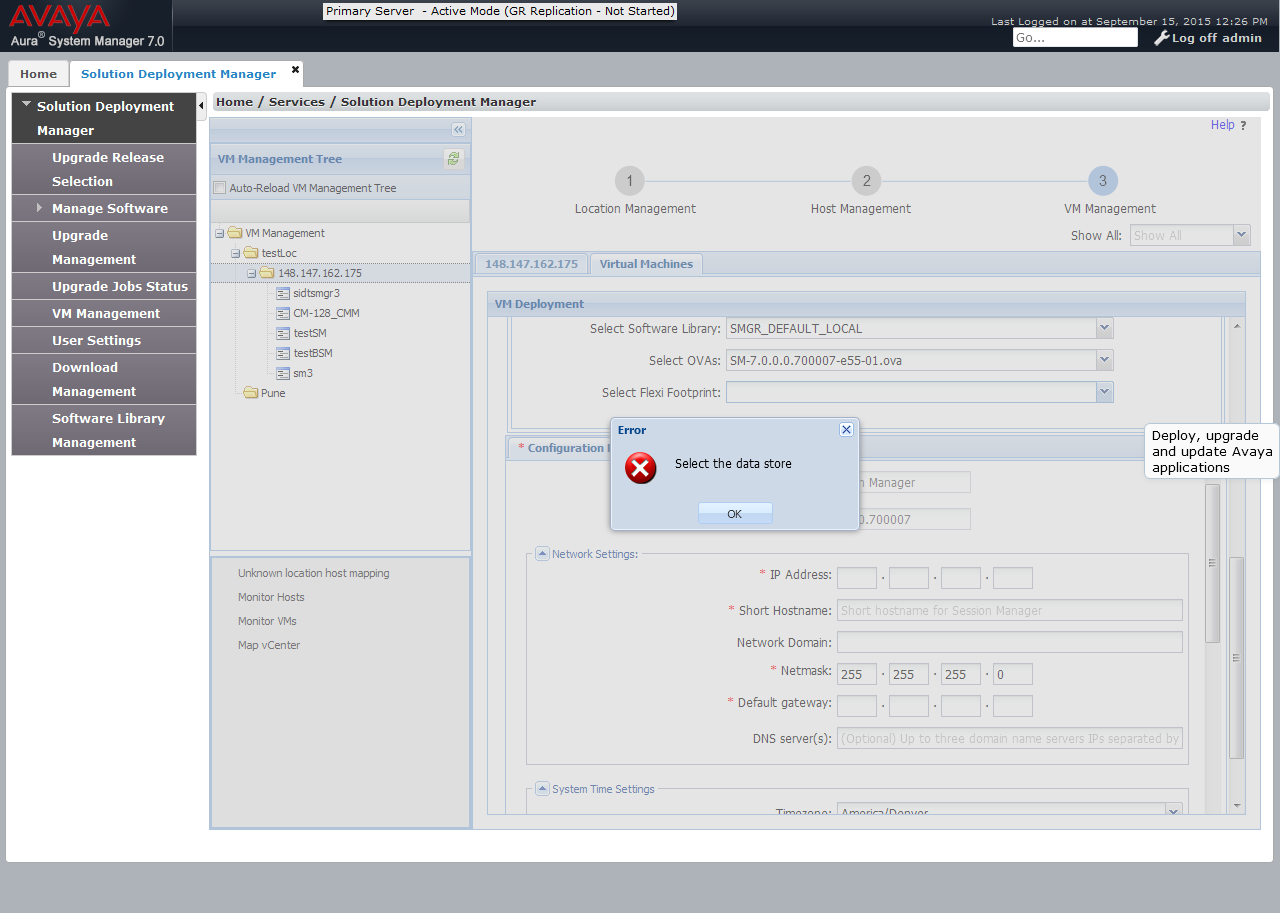 AVAYA
Aura® System Manager 7.0
Primary Server - Active Mode (GR Replication - Not Started)
Last Logged on at September 15, 2015 12:26 PM
Go...
Log off admin
Home
Solution Deployment Manager
Solution Deployment
Manager
Upgrade Release
Selection
Manage Software
Upgrade
Management
Upgrade Jobs Status
VM Management
User Settings
Download
Management
Software Library
Management
Home / Services / Solution Deployment Manager
Help ?
VM Management Tree
Auto-Reload VM Management Tree
VM Management
testLoc
148.147.162.175
sidtsmgr3
CM-128_CMM
testSM
testBSM
sm3
Pune
Unknown location host mapping
Monitor Hosts
Monitor VMs
Map vCenter
1
2
3
Location Management
Host Management
VM Management
Show All: Show All
148.147.162.175
Virtual Machines
VM Deployment
Select Software Library: SMGR_DEFAULT_LOCAL
Select OVAs: SM-7.0.0.0.700007-e55-01.ova
Select Flexi Footprint:
Error
Select the data store
OK
* Configuration
Manager
0.700007
Network Settings:
* IP Address: . . .
* Short Hostname: Short hostname for Session Manager
Network Domain:
* Netmask: 255 . 255 . 255 . 0
* Default gateway: . . .
DNS server(s): (Optional) Up to three domain name servers IPs separated by
System Time Settings
Timezone: America/Denver
Deploy, upgrade
and update Avaya
applications